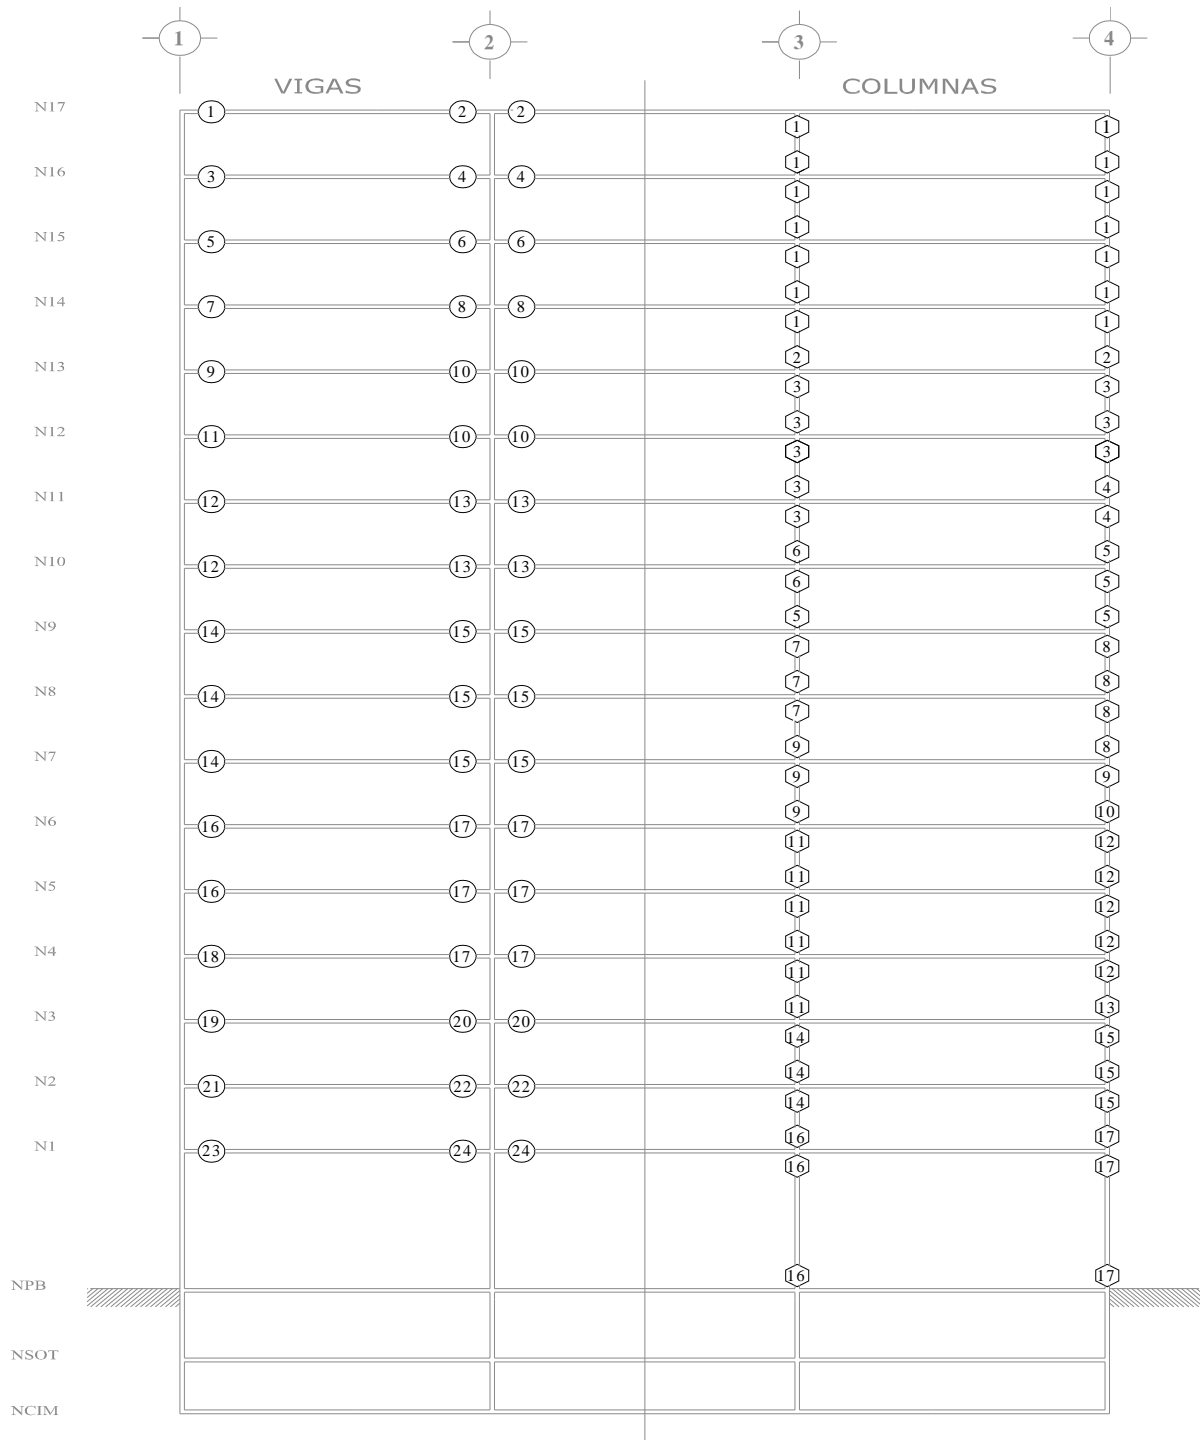 1 2 3 4
VIGAS COLUMNAS
N17 1 2 2
1 1
1 1
N16 3 4 4
1 1
1 1
N15 5 6 6
1 1
1 1
N14 7 8 8
1 1
2 2
N13 9 10 10
3 3
3 3
N12 11 10 10
3 3
3 4
N11 12 13 13
3 4
6 5
N10 12 13 13
6 5
5 5
N9 14 15 15
7 8
7 8
N8 14 15 15
7 8
9 8
N7 14 15 15
9 9
9 10
N6 16 17 17
11 12
11 12
N5 16 17 17
11 12
11 12
N4 18 17 17
11 12
11 13
N3 19 20 20
14 15
14 15
N2 21 22 22
14 15
16 17
N1 23 24 24
16 17
16 17
NPB
NSOT
NCIM